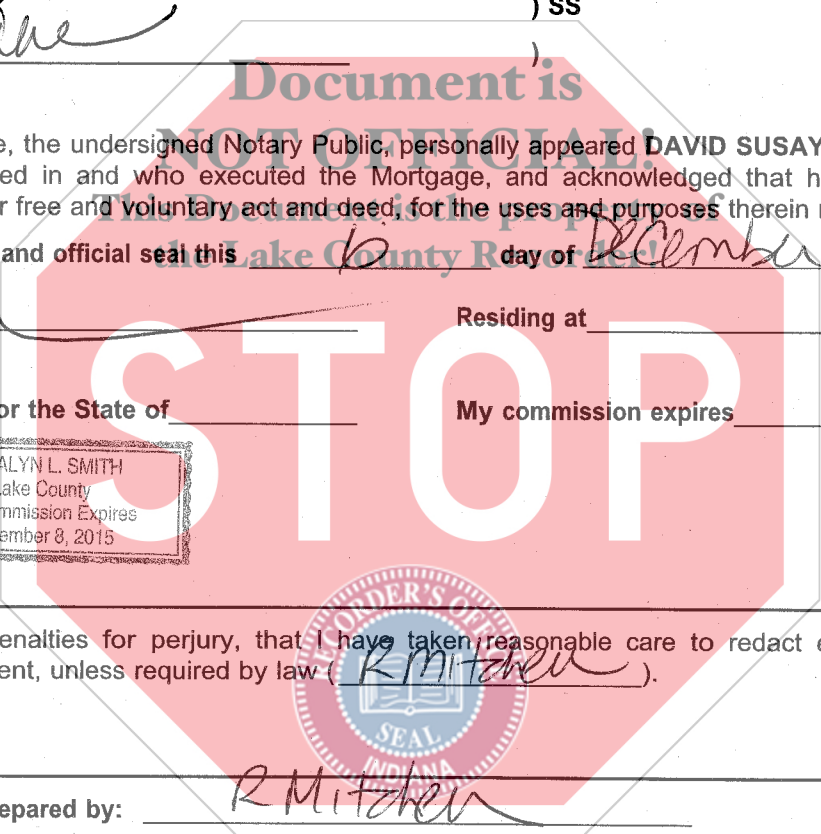 ) SS
)
Document is
NOT OFFICIAL!
e, the undersigned Notary Public, personally appeared DAVID SUSAY
ed in and who executed the Mortgage, and acknowledged that h
r free and voluntary act and deed, for the uses and purposes therein
This Document is the property of
the Lake County Recorder!
and official seal this 6 day of December
Residing at
STOP
or the State of My commission expires
ALYN L. SMITH
ake County
mmission Expires
ember 8, 2015
RECORDER'S OFFICE
enalties for perjury, that I have taken reasonable care to redact e
ent, unless required by law ( R Mitchell ).
SEAL
INDIANA
epared by: R Mitchell